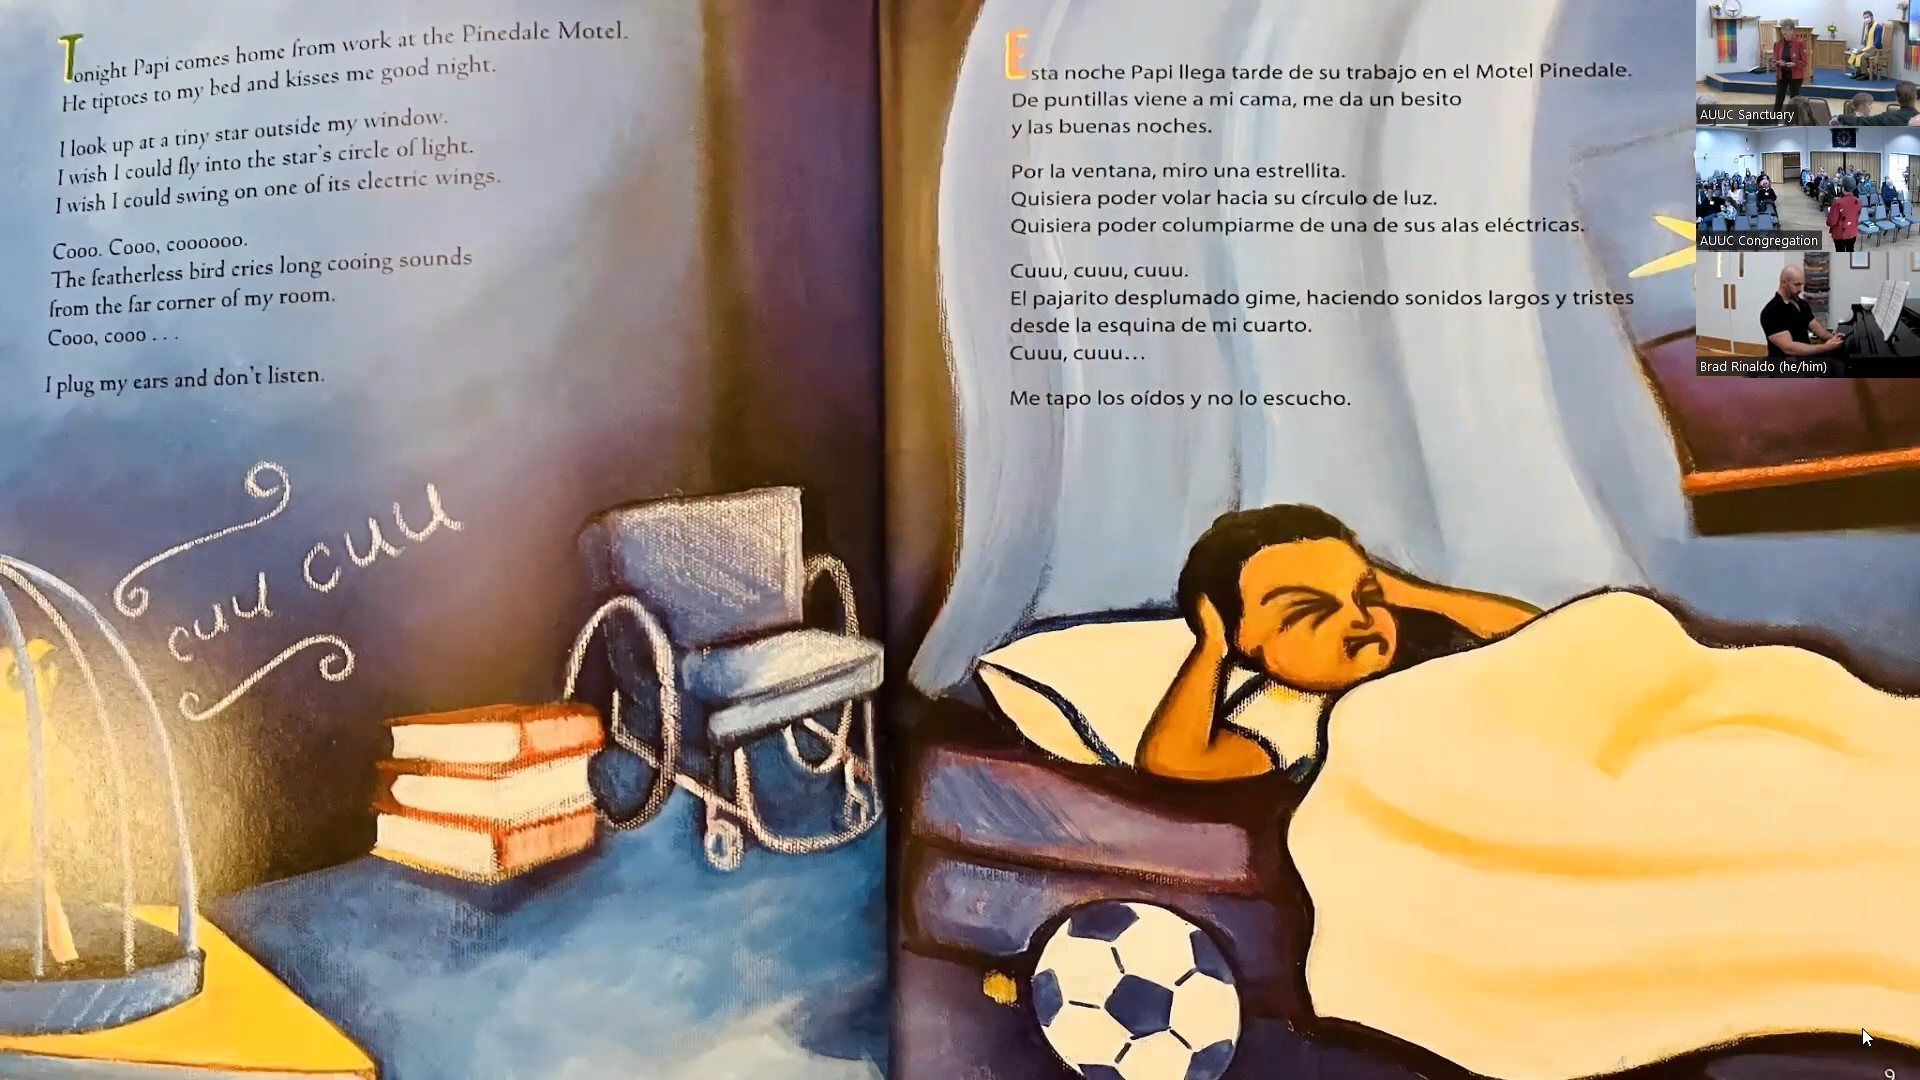 Tonight Papi comes home from work at the Pinedale Motel.
He tiptoes to my bed and kisses me good night.
I look up at a tiny star outside my window.
I wish I could fly into the star's circle of light.
I wish I could swing on one of its electric wings.
Cooo. Cooo, coooooo.
The featherless bird cries long cooing sounds
from the far corner of my room.
Cooo, cooo . . .
I plug my ears and don't listen.
cuu cuu
Esta noche Papi llega tarde de su trabajo en el Motel Pinedale.
De puntillas viene a mi cama, me da un besito
y las buenas noches.
Por la ventana, miro una estrellita.
Quisiera poder volar hacia su círculo de luz.
Quisiera poder columpiarme de una de sus alas eléctricas.
Cuuu, cuuu, cuuu.
El pajarito desplumado gime, haciendo sonidos largos y tristes
desde la esquina de mi cuarto.
Cuuu, cuuu...
Me tapo los oídos y no lo escucho.
9
AUUC Sanctuary
AUUC Congregation
Brad Rinaldo (he/him)